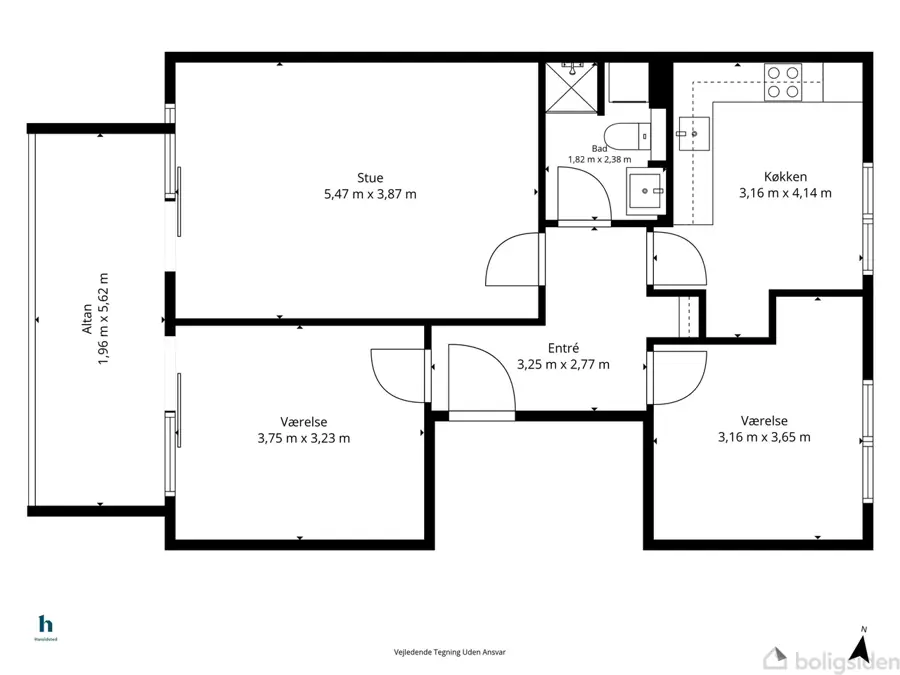 Stue
5,47 m x 3,87 m
Bad
1,82 m x 2,38 m
Køkken
3,16 m x 4,14 m
Altan
1,96 m x 5,62 m
Entré
3,25 m x 2,77 m
Værelse
3,75 m x 3,23 m
Værelse
3,16 m x 3,65 m
h
Vejledende Tegning Uden Ansvar
N
boligsiden